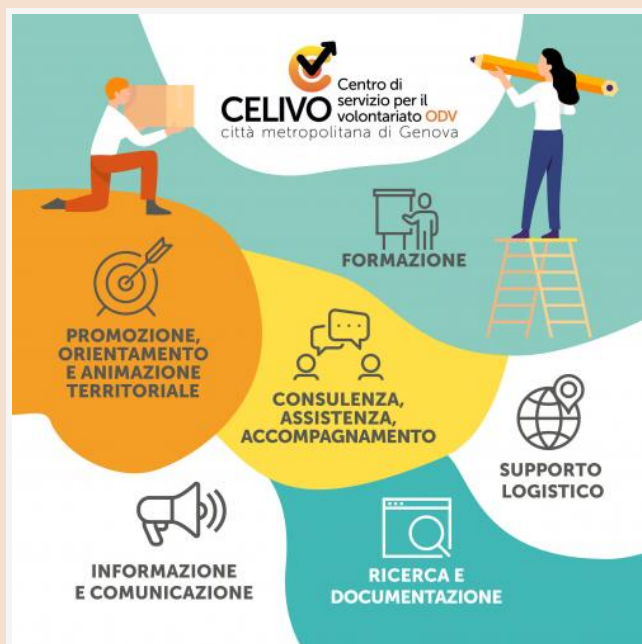 CELIVO
Centro di
servizio per il
volontariato ODV
città metropolitana di Genova
FORMAZIONE
PROMOZIONE,
ORIENTAMENTO
E ANIMAZIONE
TERRITORIALE
CONSULENZA,
ASSISTENZA,
ACCOMPAGNAMENTO
SUPPORTO
LOGISTICO
INFORMAZIONE
E COMUNICAZIONE
RICERCA E
DOCUMENTAZIONE